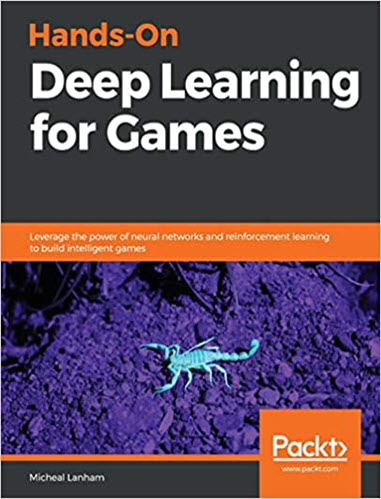 Hands-On
Deep Learning
for Games
Leverage the power of neural networks and reinforcement learning
to build intelligent games
Packt>
www.packt.com
Micheal Lanham